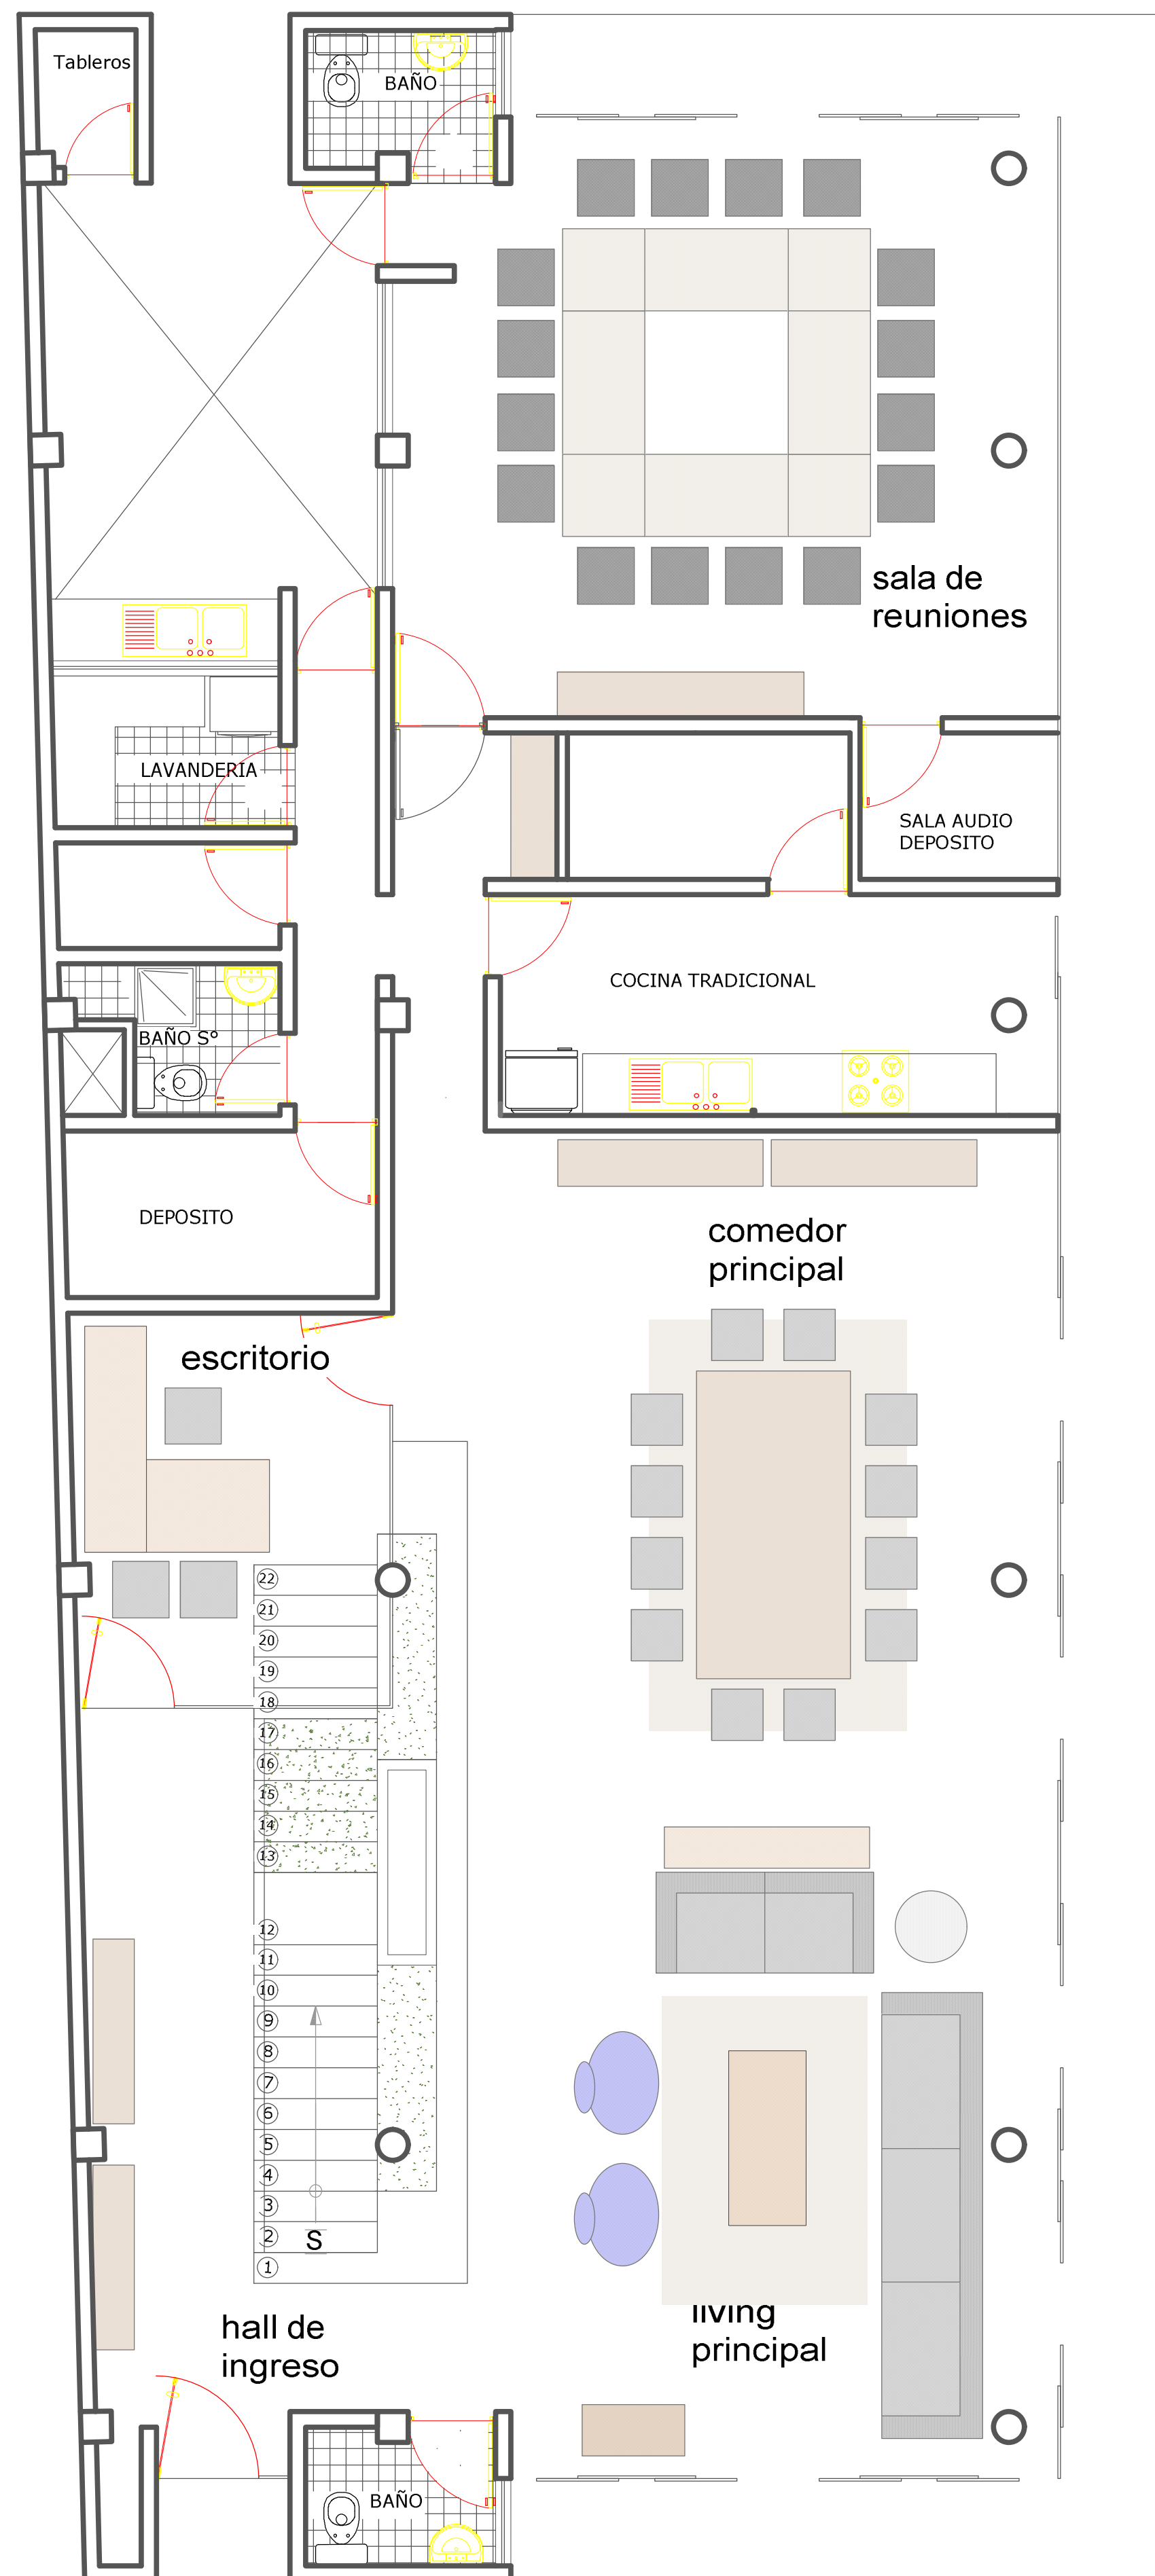 Tableros
BAÑO
sala de
reuniones
LAVANDERIA
SALA AUDIO
DEPOSITO
COCINA TRADICIONAL
BAÑO S°
DEPOSITO
comedor
principal
escritorio
22
21
20
19
18
17
16
15
14
13
12
11
10
9
8
7
6
5
4
3
2
S
1
living
principal
hall de
ingreso
BAÑO